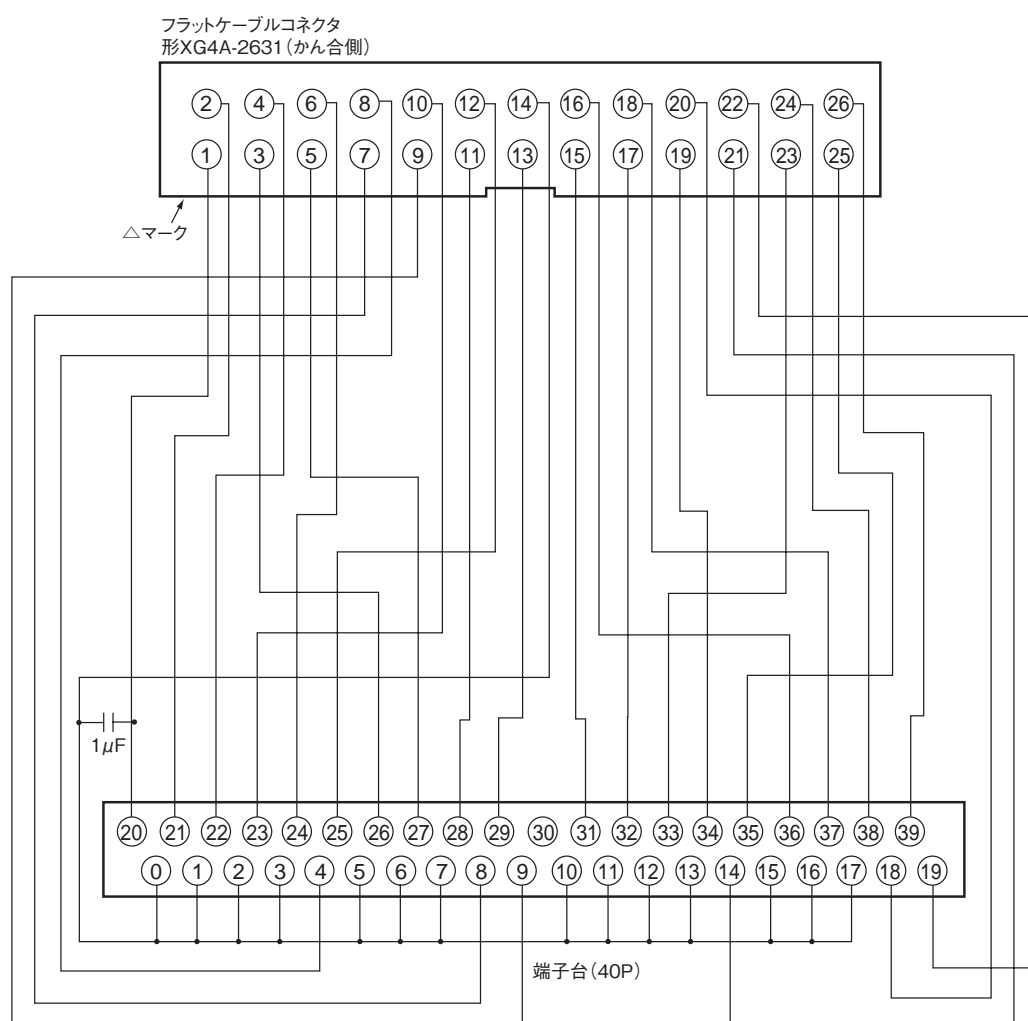 フラットケーブルコネクタ
形XG4A-2631（かん合側）
2 4 6 8 10 12 14 16 18 20 22 24 26
1 3 5 7 9 11 13 15 17 19 21 23 25
△マーク
1μF
20 21 22 23 24 25 26 27 28 29 30 31 32 33 34 35 36 37 38 39
0 1 2 3 4 5 6 7 8 9 10 11 12 13 14 15 16 17 18 19
端子台（40P）